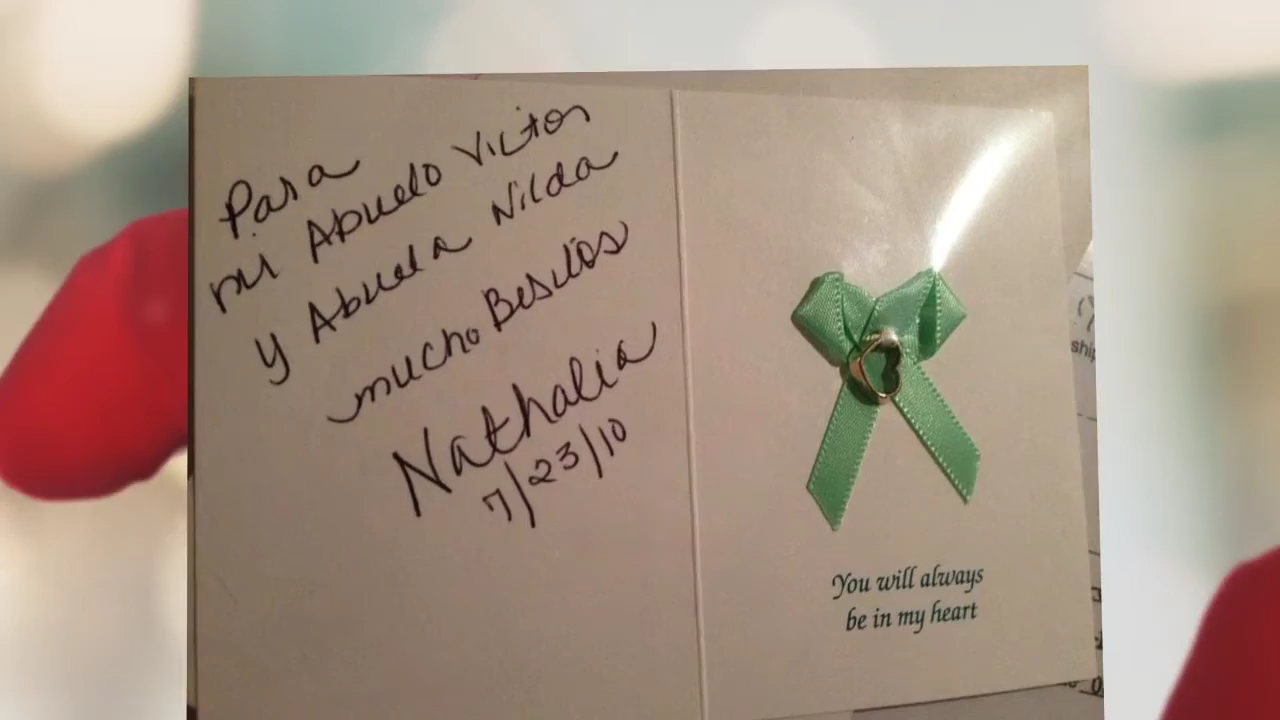 Para
mi Abuelo Victor
y Abuela Nilda
mucho Besitos
Nathalia
7/23/10
You will always
be in my heart
ship